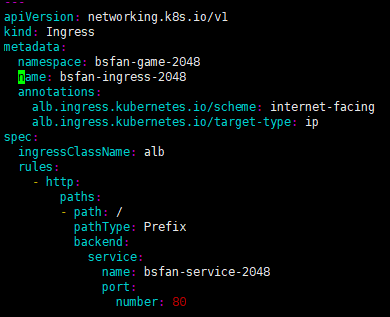 ---
apiVersion: networking.k8s.io/v1
kind: Ingress
metadata:
  namespace: bsfan-game-2048
  name: bsfan-ingress-2048
  annotations:
    alb.ingress.kubernetes.io/scheme: internet-facing
    alb.ingress.kubernetes.io/target-type: ip
spec:
  ingressClassName: alb
  rules:
    - http:
        paths:
        - path: /
          pathType: Prefix
          backend:
            service:
              name: bsfan-service-2048
              port:
                number: 80